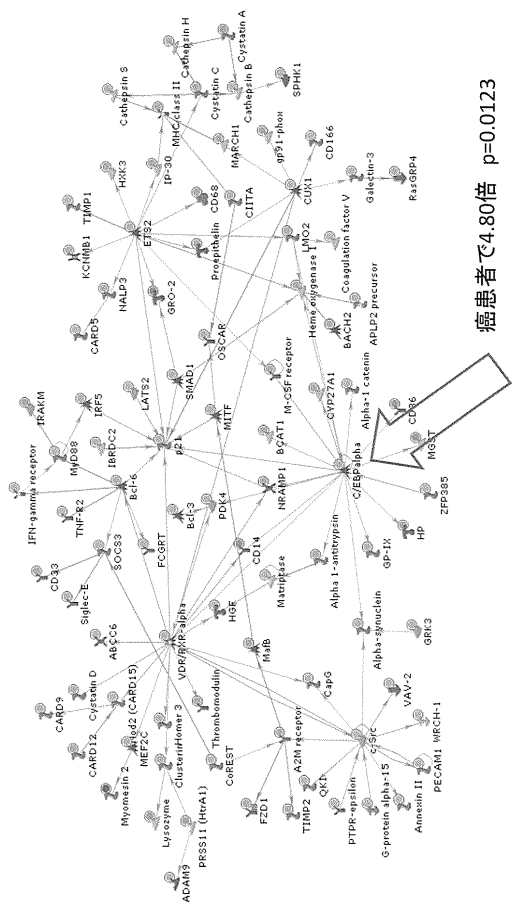 Cathepsin H
Cystatin A
Cathepsin S
MHC class II
Cystatin C
Cathepsin B
SPHK1
HXK3
IP-30
MARCH1
gp91-phox
CD166
TIMP1
KCNMB1
ETS2
CD68
CIITA
CUX1
Galectin-3
RasGRP4
NALP3
Proepithelin
LMO2
Heme oxygenase 1
Coagulation factor V
CARD5
GRO-2
OSCAR
BACH2
APLP2 precursor
SMAD1
LATS2
M-CSF receptor
CYP27A1
Alpha-1 catenin
IRAKM
IRF5
MITF
BCAT1
CD36
MyD88
IBRDC2
p21
C/EBPalpha
MGST
IFN-gamma receptor
TNF-R2
Bcl-6
Bcl-3
PDK4
NRAMP1
ZFP385
SOCS3
FCGRT
CD14
HP
GP-IX
CD33
Siglec-E
Matriptase
Alpha 1-antitrypsin
HGF
ABCC6
VDR/RXR-alpha
MafB
Alpha-synuclein
GRK3
CARD9
Cystatin D
Nod2 (CARD15)
Thrombomodulin
CapG
VAV-2
CARD12
MEF2C
Homer 3
Clusterin
CoREST
A2M receptor
c-Src
WRCH-1
PECAM1
Myomesin 2
Lysozyme
PRSS11 (HtrA1)
ADAM9
FZD1
TIMP2
QKI
PTPR-epsilon
G-protein alpha-15
Annexin II
癌患者で4.80倍 p=0.0123